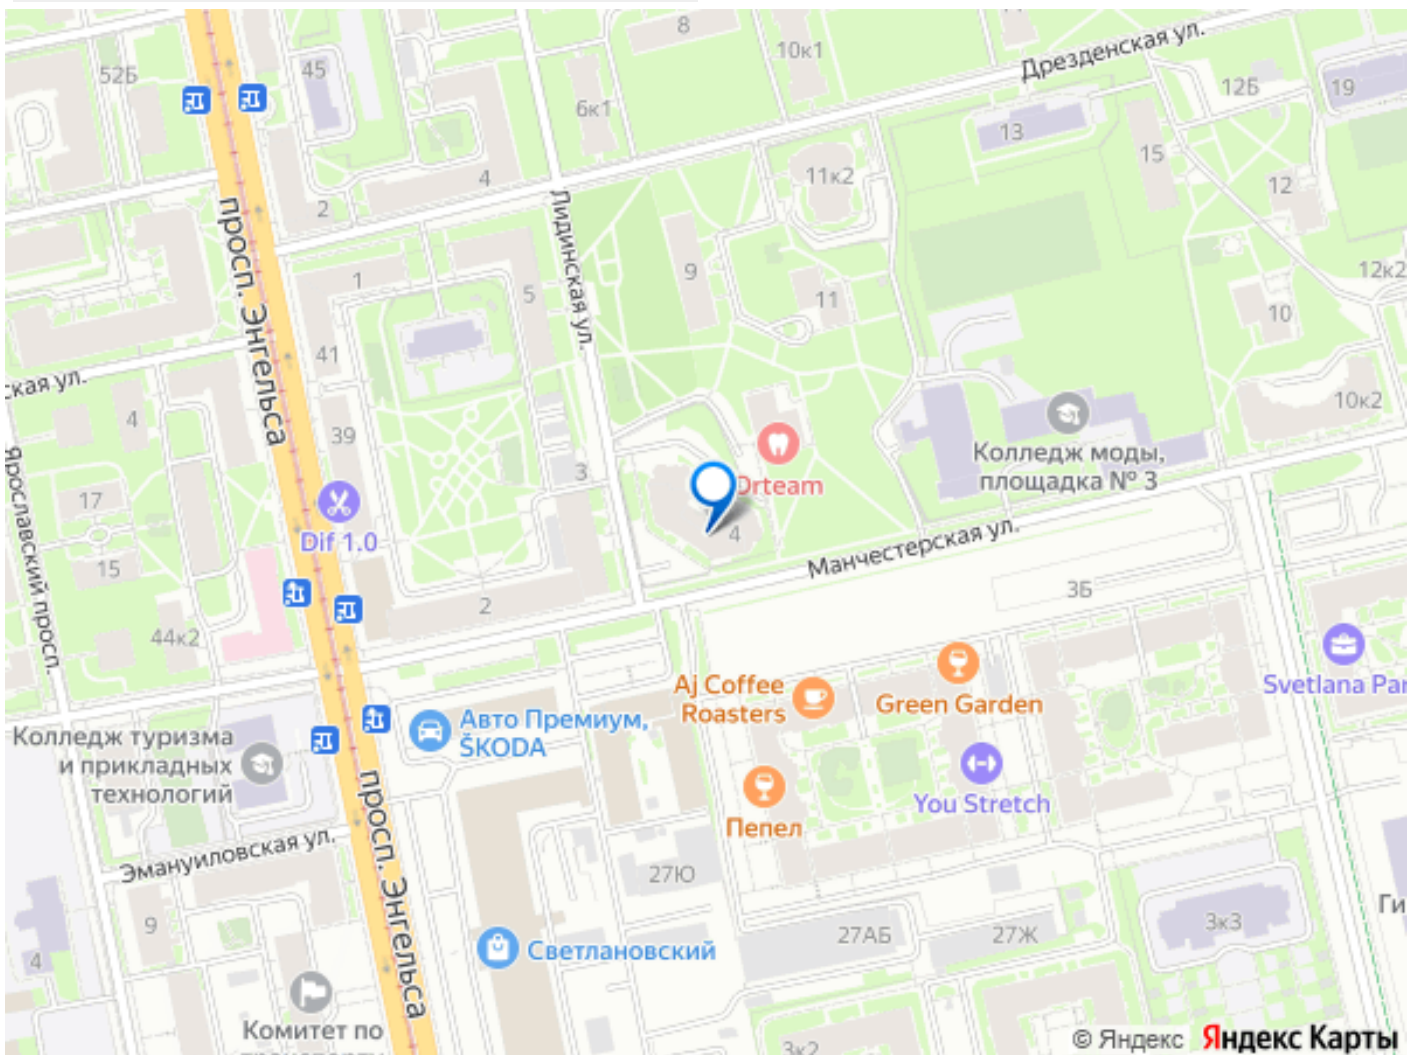 8
10к1
Дрезденская ул.
52Б
45
6к1
12Б
19
13
15
4
2
11к2
12
Лидинская ул.
просп. Энгельса
1
5
9
11
12к2
10
41
ская ул.
4
39
10к2
Колледж моды,
площадка № 3
3
Drteam
17
Dif 1.0
4
Манчестерская ул.
15
Ярославский просп.
2
3Б
44к2
Aj Coffee
Roasters
Green Garden
Svetlana Par
Авто Премиум,
ŠKODA
Колледж туризма
и прикладных
технологий
You Stretch
Пепел
просп. Энгельса
Эмануиловская ул.
27Ю
9
27АБ
27Ж
3к3
Ги
4
Светлановский
Комитет по
3к2
© Яндекс Яндекс Карты